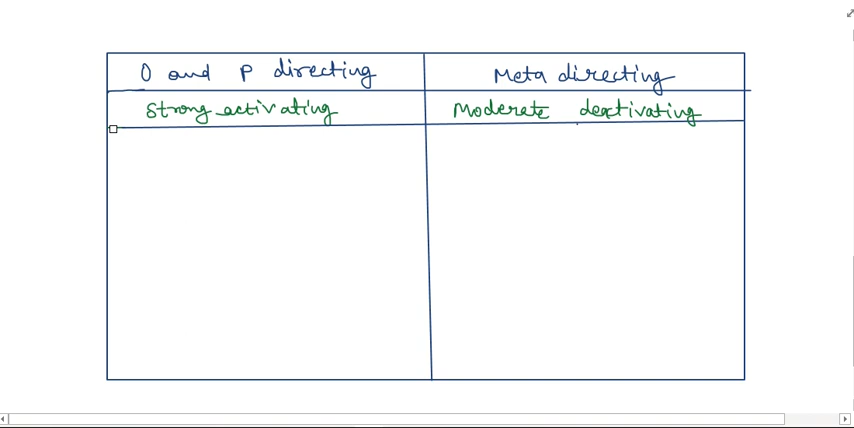 O and P directing
Meta directing
Strong activating
Moderate deactivating